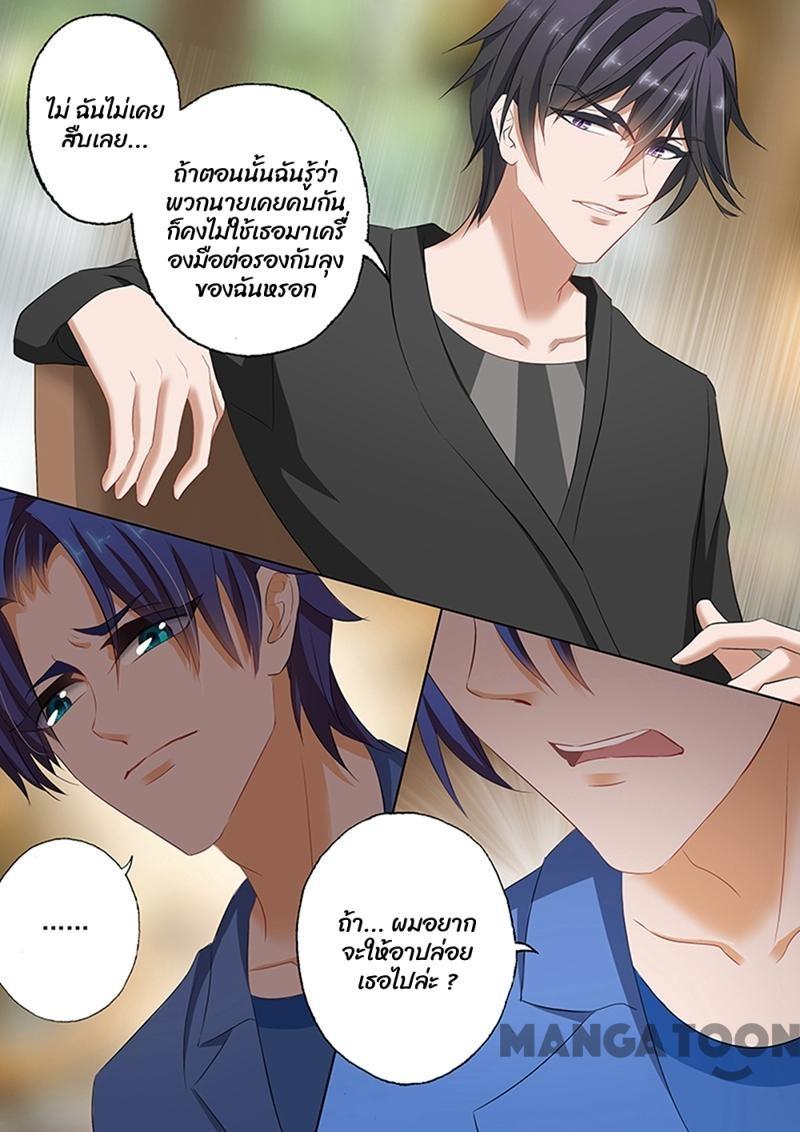 ไม่ ฉันไม่เคย
สืบเลย...
ถ้าตอนนั้นฉันรู้ว่า
พวกนายเคยคบกัน
ก็คงไม่ใช้เธอมาเครื่
องมือต่อรองกับลุง
ของฉันหรอก
......
ถ้า... ผมอยาก
จะให้อาปล่อย
เธอไปล่ะ ?
MANGATOON